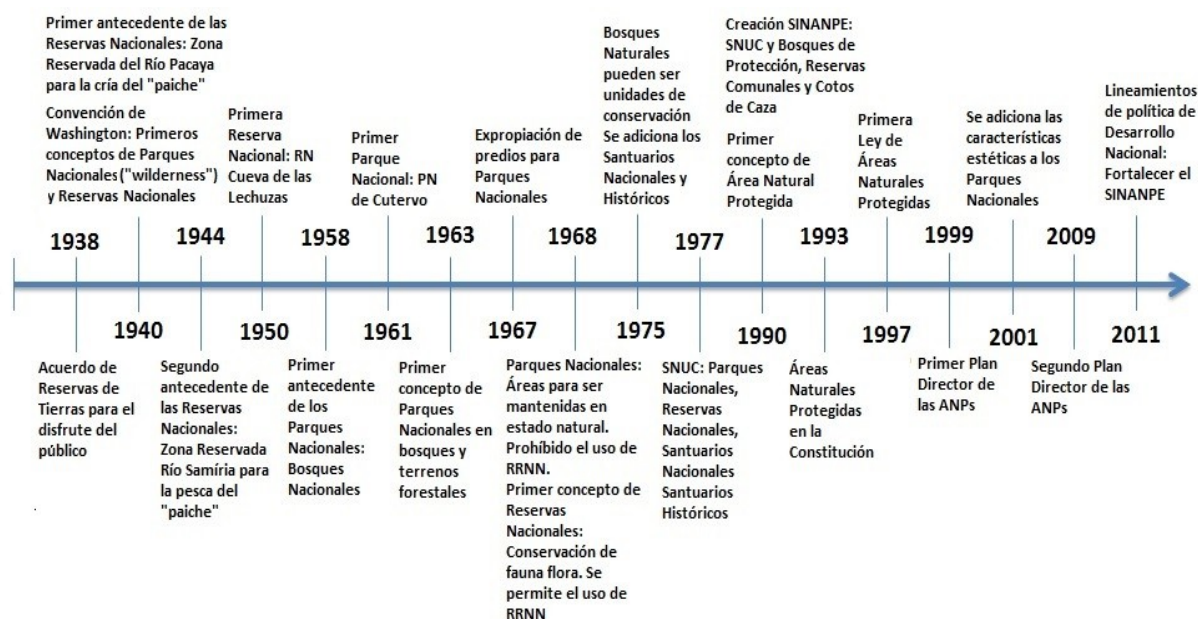 Primer antecedente de las
Reservas Nacionales: Zona
Reservada del Río Pacaya
para la cría del "paiche"
Convención de
Washington: Primeros
conceptos de Parques
Nacionales("wilderness")
y Reservas Nacionales
Primera
Reserva
Nacional: RN
Cueva de las
Lechuzas
Primer
Parque
Nacional: PN
de Cutervo
Expropiación de
predios para
Parques
Nacionales
Bosques
Naturales
pueden ser
unidades de
conservación
Se adiciona los
Santuarios
Nacionales y
Históricos
Creación SINANPE:
SNUC y Bosques de
Protección, Reservas
Comunales y Cotos
de Caza
Primer
concepto de
Área Natural
Protegida
Primera
Ley de
Áreas
Naturales
Protegidas
Se adiciona las
características
estéticas a los
Parques
Nacionales
Lineamientos
de política de
Desarrollo
Nacional:
Fortalecer el
SINANPE
1938
1944
1958
1963
1968
1977
1993
1999
2009
1940
1950
1961
1967
1975
1990
1997
2001
2011
Acuerdo de
Reservas de
Tierras para el
disfrute del
público
Segundo
antecedente de
las Reservas
Nacionales:
Zona Reservada
Río Samíria para
la pesca del
"paiche"
Primer
antecedente
de los
Parques
Nacionales:
Bosques
Nacionales
Primer
concepto de
Parques
Nacionales en
bosques y
terrenos
forestales
Parques Nacionales:
Áreas para ser
mantenidas en
estado natural.
Prohíbido el uso de
RRNN.
Primer concepto de
Reservas
Nacionales:
Conservación de
fauna flora. Se
permite el uso de
RRNN
SNUC: Parques
Nacionales,
Reservas
Nacionales,
Santuarios
Nacionales
Santuarios
Históricos
Áreas
Naturales
Protegidas
en la
Constitución
Primer Plan
Director de
las ANPs
Segundo Plan
Director de las
ANPs